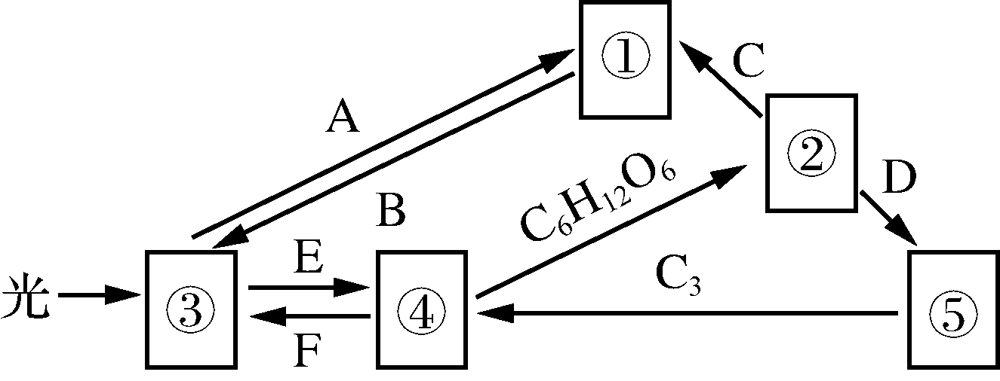 ①
C
②
A
D
C₆H₁₂O₆
B
E
C₃
光
③
④
⑤
F